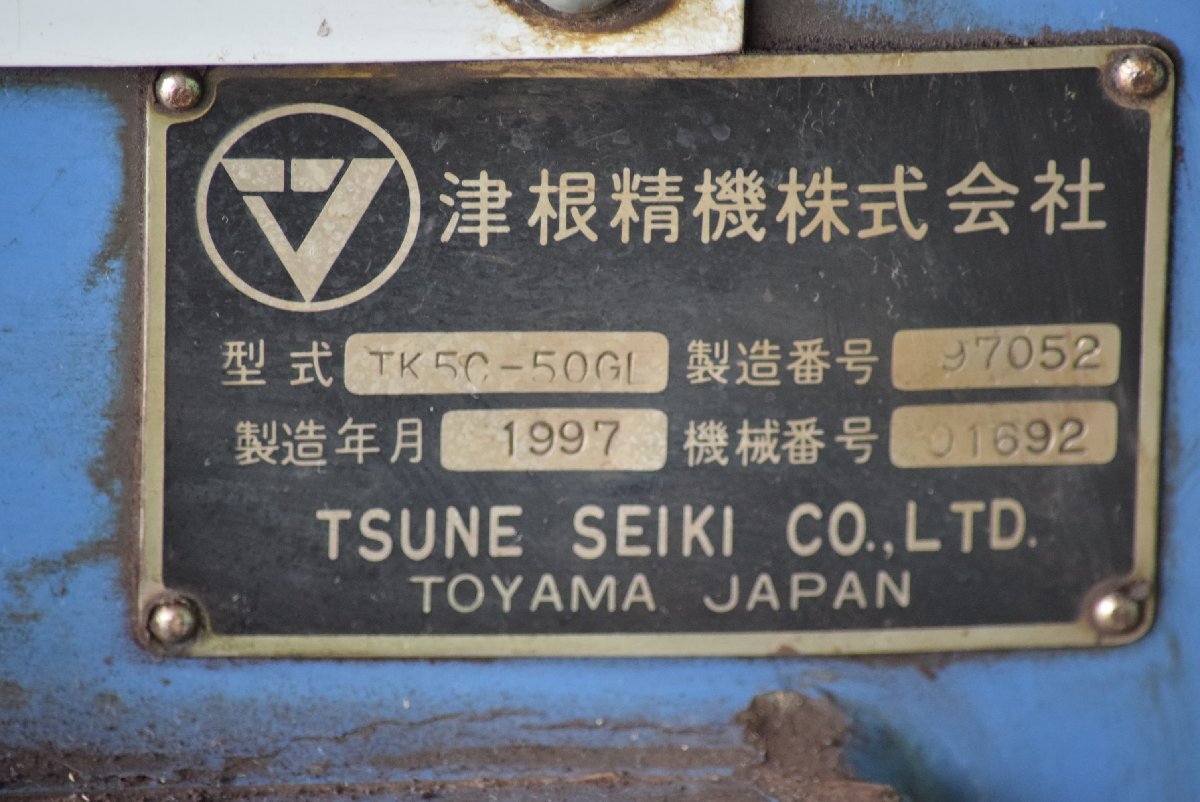 津根精機株式会社
型式 TK5C-50GL 製造番号 97052
製造年月 1997 機械番号 01692
TSUNE SEIKI CO.,LTD.
TOYAMA JAPAN